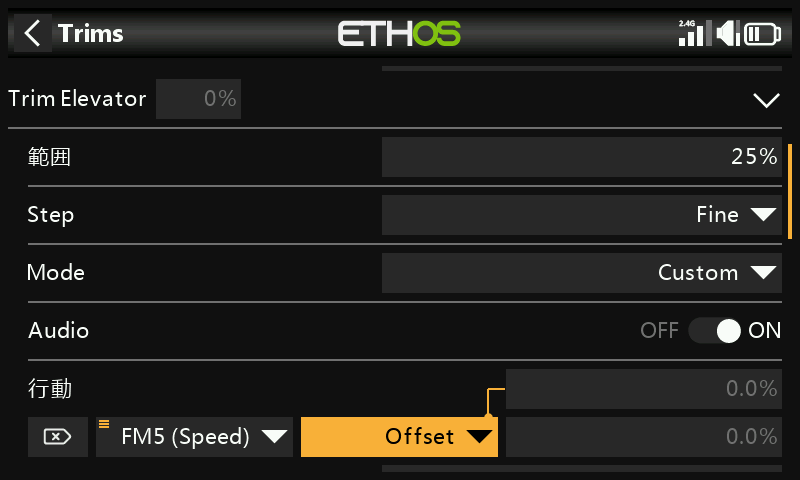 Trims ETHOS 2.4G
Trim Elevator 0%
範囲 25%
Step Fine
Mode Custom
Audio OFF ON
行動 0.0%
FM5 (Speed) Offset 0.0%